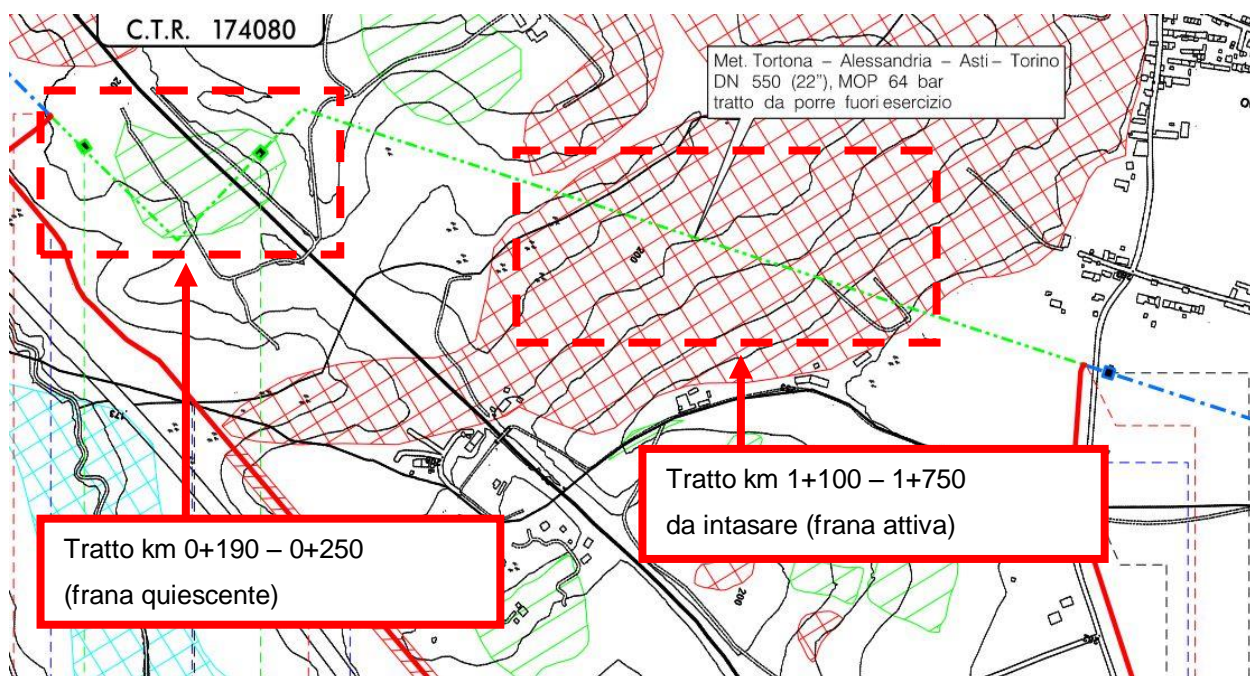 C.T.R. 174080
Met. Tortona – Alessandria – Asti – Torino
DN 550 (22"), MOP 64 bar
tratto da porre fuori esercizio
200
173
Tratto km 1+100 – 1+750
da intasare (frana attiva)
Tratto km 0+190 – 0+250
(frana quiescente)
200